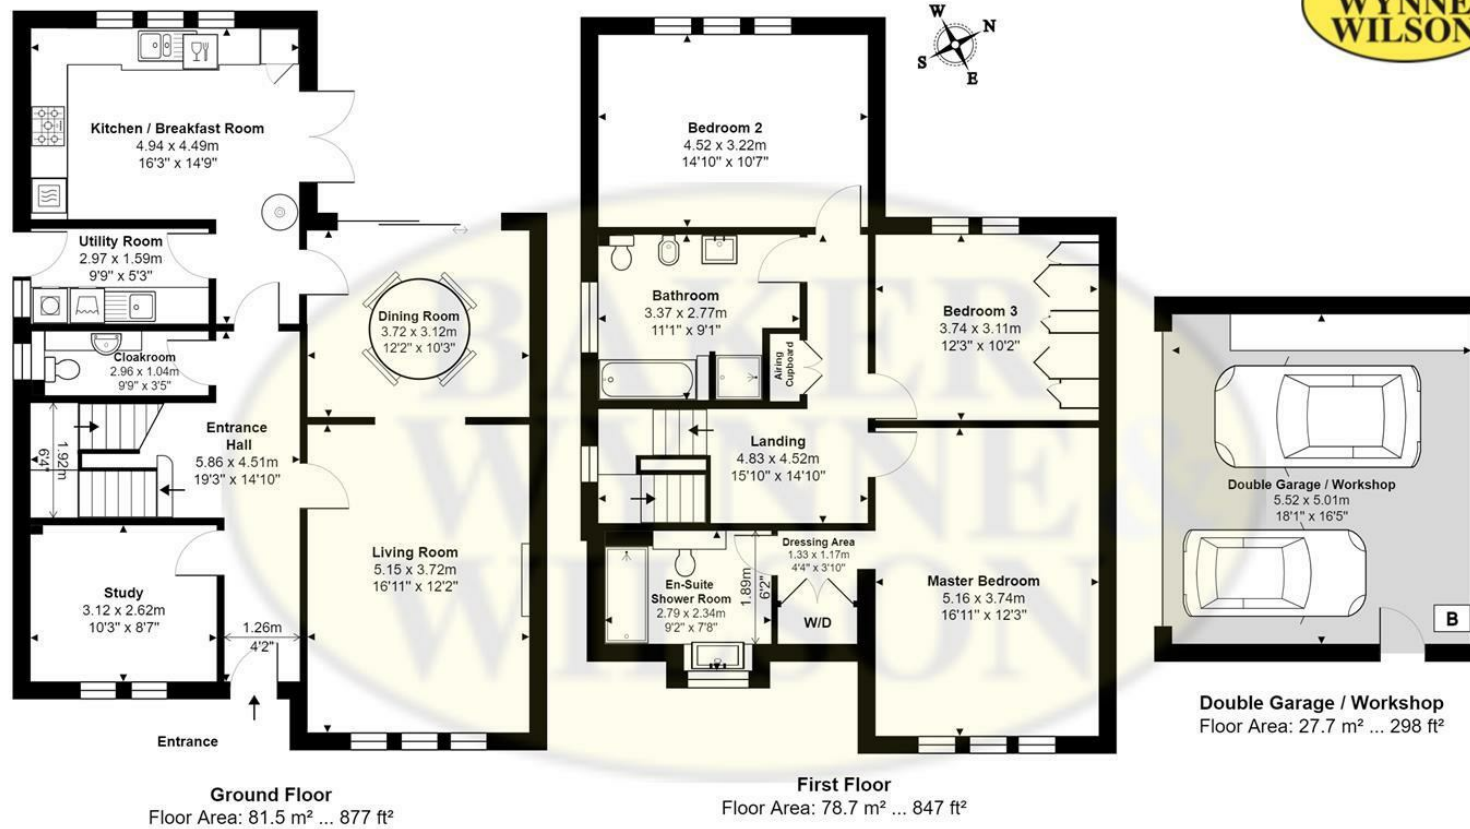 WYNNE
WILSON
W
N
S
E
Kitchen / Breakfast Room
4.94 x 4.49m
16'3" x 14'9"
Utility Room
2.97 x 1.59m
9'9" x 5'3"
Cloakroom
2.96 x 1.04m
9'9" x 3'5"
Dining Room
3.72 x 3.12m
12'2" x 10'3"
Entrance
Hall
5.86 x 4.51m
19'3" x 14'10"
1.92m
6'4"
Living Room
5.15 x 3.72m
16'11" x 12'2"
Study
3.12 x 2.62m
10'3" x 8'7"
1.26m
4'2"
Entrance
Ground Floor
Floor Area: 81.5 m² ... 877 ft²
Bedroom 2
4.52 x 3.22m
14'10" x 10'7"
Bathroom
3.37 x 2.77m
11'1" x 9'1"
Airing
Cupboard
Bedroom 3
3.74 x 3.11m
12'3" x 10'2"
Landing
4.83 x 4.52m
15'10" x 14'10"
Dressing Area
1.33 x 1.17m
4'4" x 3'10"
En-Suite
Shower Room
2.79 x 2.34m
9'2" x 7'8"
1.89m
6'2"
W/D
Master Bedroom
5.16 x 3.74m
16'11" x 12'3"
First Floor
Floor Area: 78.7 m² ... 847 ft²
Double Garage / Workshop
5.52 x 5.01m
18'1" x 16'5"
B
Double Garage / Workshop
Floor Area: 27.7 m² ... 298 ft²
BAKER
WYNNE &
WILSON